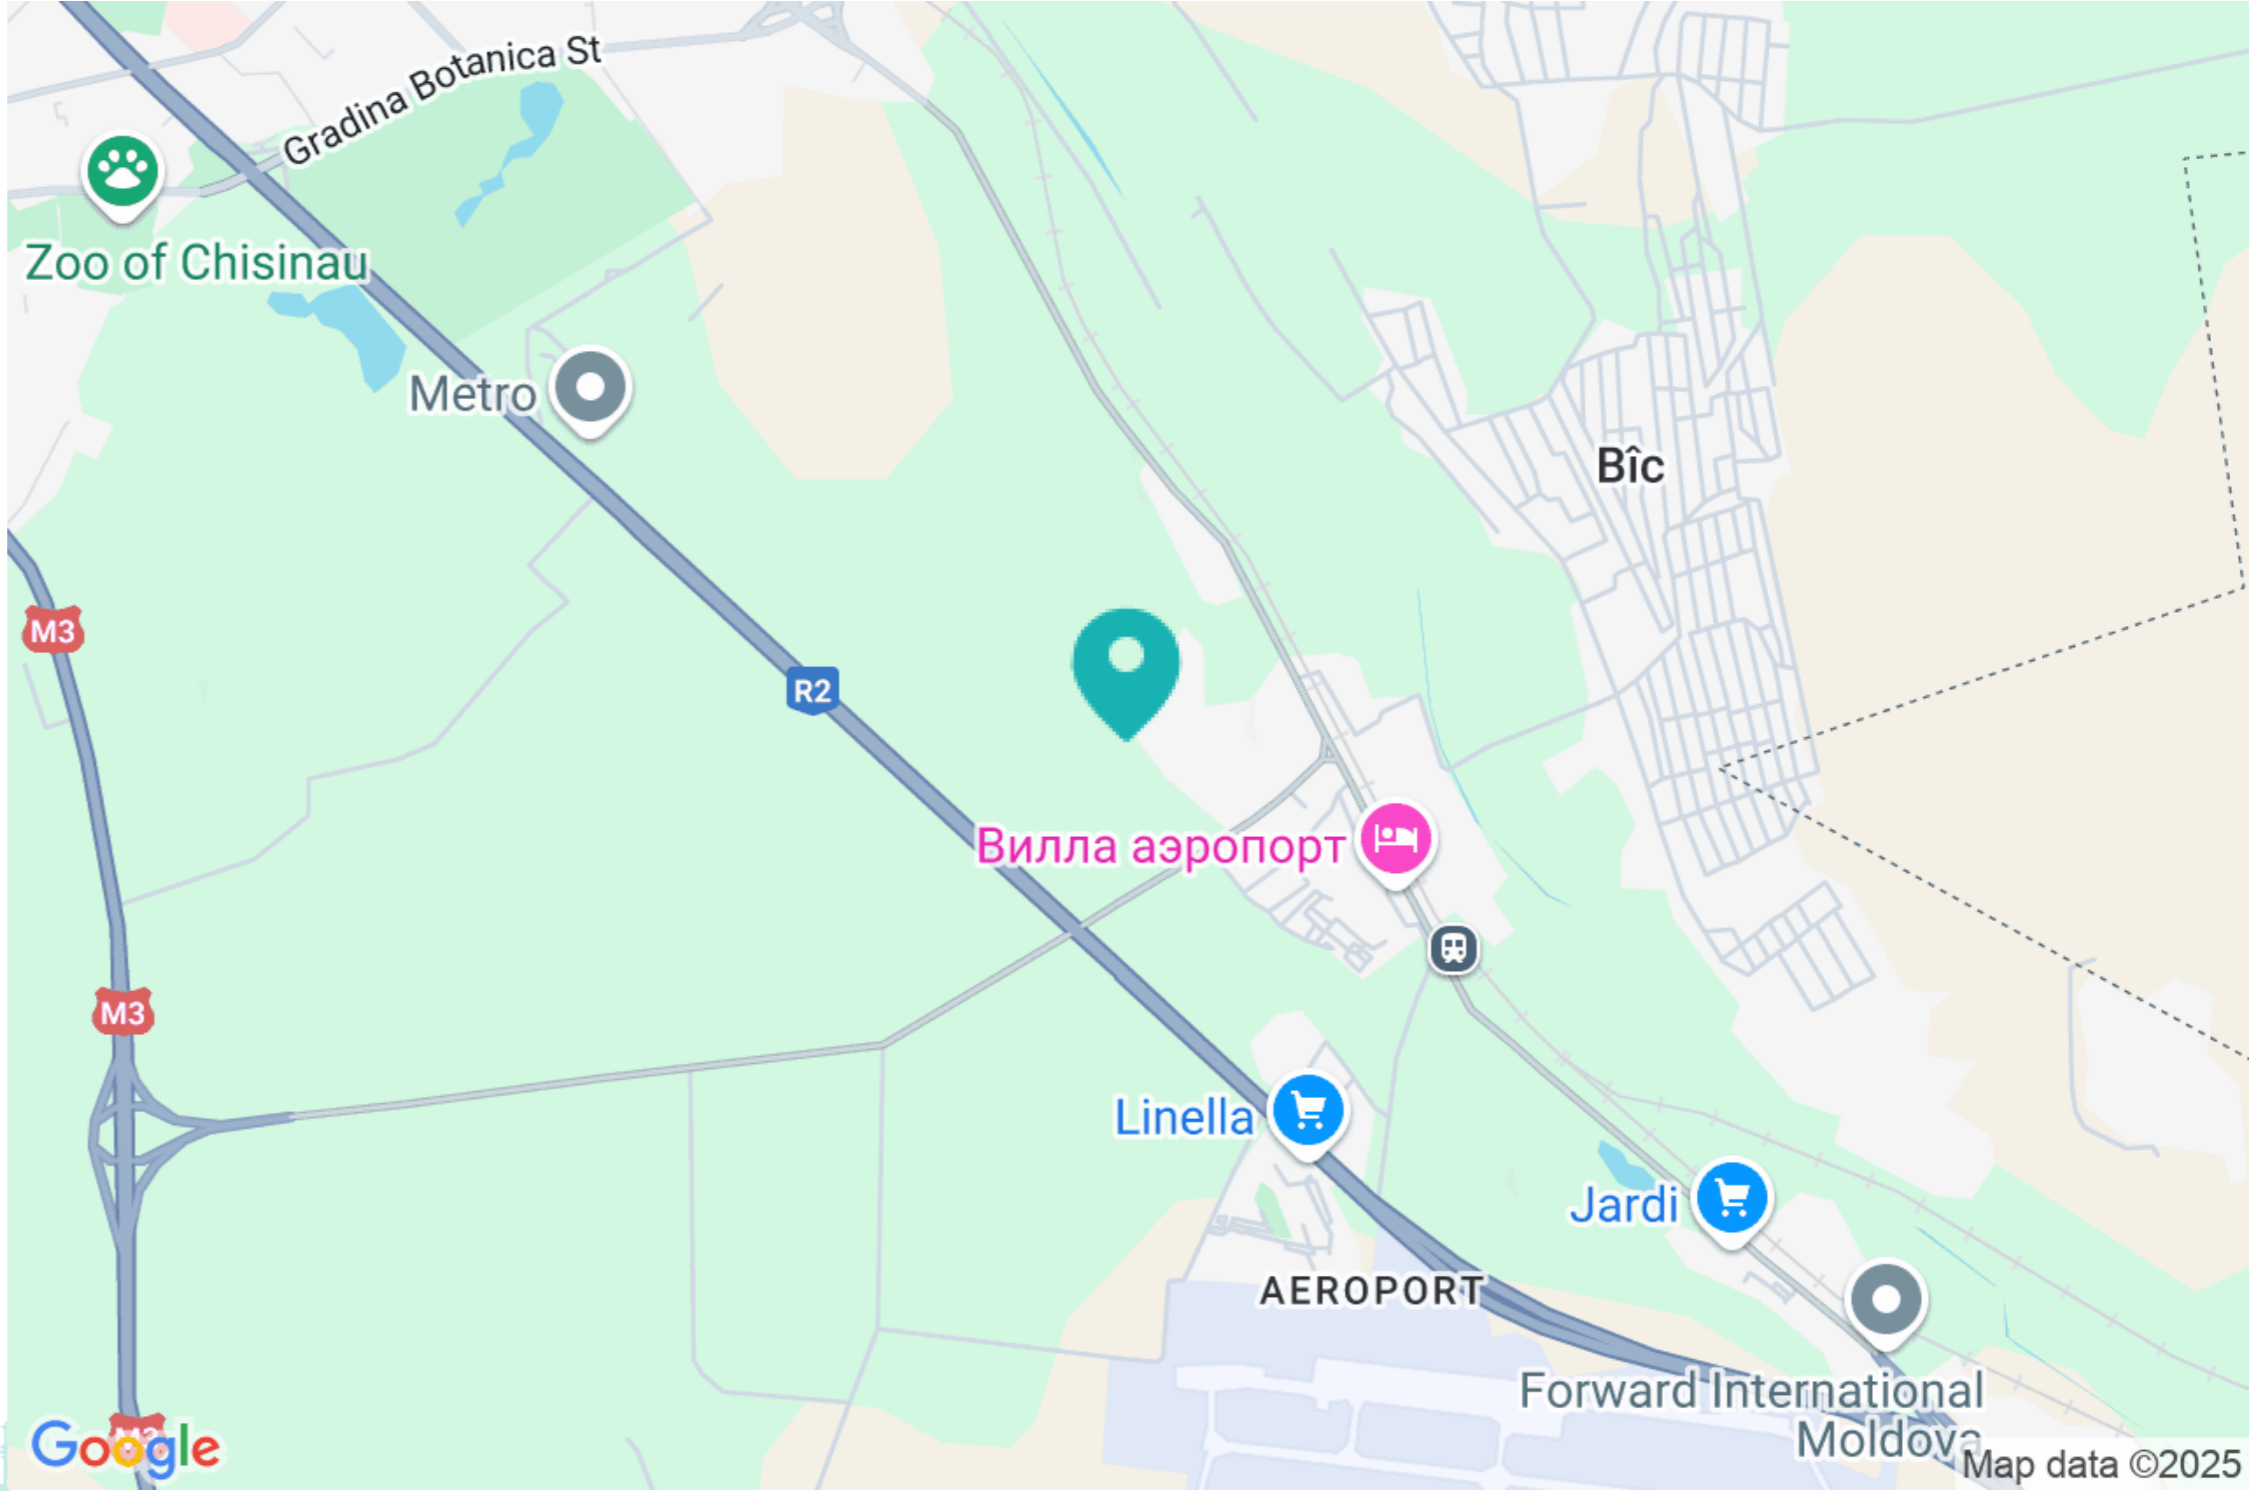 Gradina Botanica St
Zoo of Chisinau
Metro
Bîc
M3
R2
Вилла аэропорт
M3
Linella
Jardi
AEROPORT
Forward International
Moldova
M3
Google
Map data ©2025